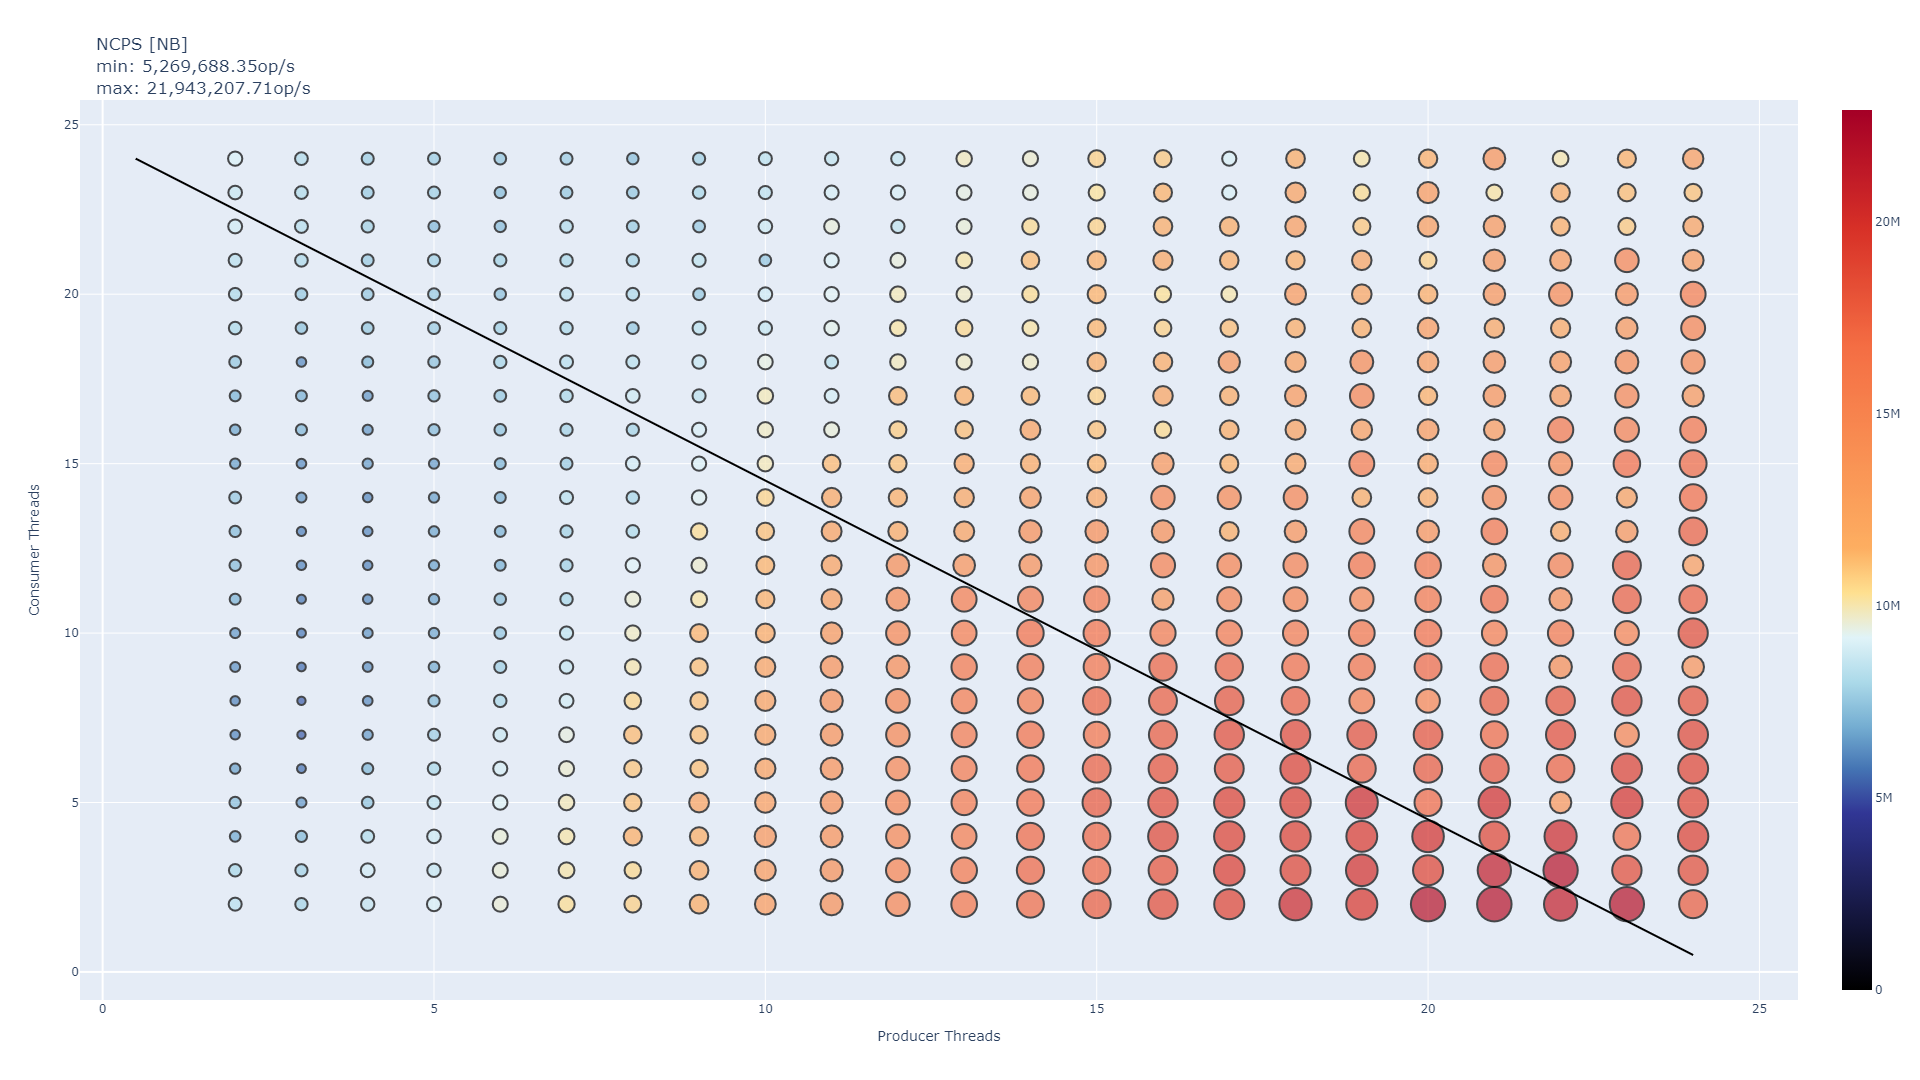 NCPS [NB]
min: 5,269,688.35op/s
max: 21,943,207.71op/s
25
20
15
10
5
0
Consumer Threads
0
5
10
15
20
25
Producer Threads
20M
15M
10M
5M
0